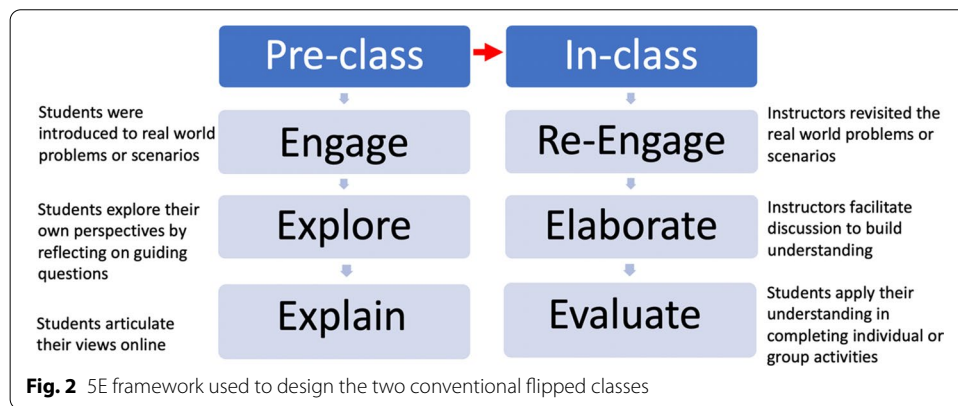 Pre-class
In-class
Students were
introduced to real world
problems or scenarios
Engage
Re-Engage
Instructors revisited the
real world problems or
scenarios
Students explore their
own perspectives by
reflecting on guiding
questions
Explore
Elaborate
Instructors facilitate
discussion to build
understanding
Students articulate
their views online
Explain
Evaluate
Students apply their
understanding in
completing individual or
group activities
Fig. 2 5E framework used to design the two conventional flipped classes